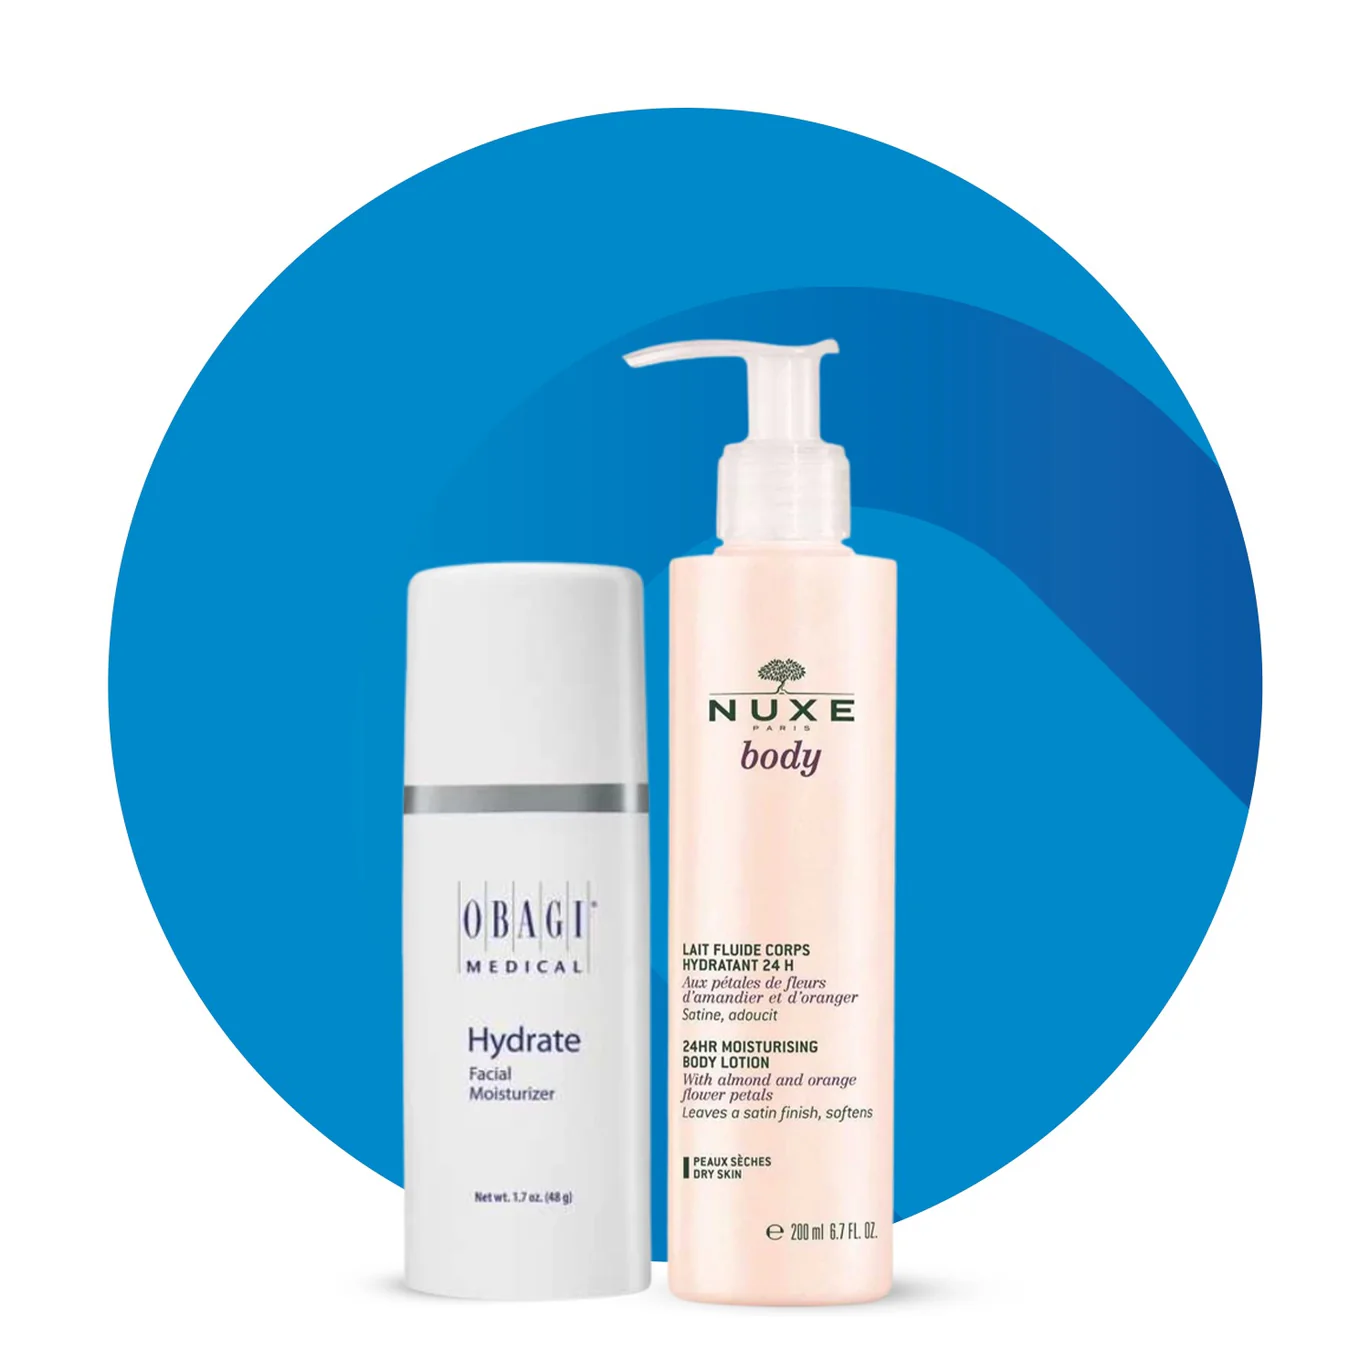 OBAGI®
MEDICAL
Hydrate
Facial
Moisturizer
Net wt. 1.7 oz. (48 g)
NUXE
PARIS
body
LAIT FLUIDE CORPS
HYDRATANT 24 H
Aux pétales de fleurs
d'amandier et d'oranger
Satine, adoucit
24HR MOISTURISING
BODY LOTION
With almond and orange
flower petals
Leaves a satin finish, softens
PEAUX SÈCHES
DRY SKIN
℮ 200 ml 6.7 FL. OZ.